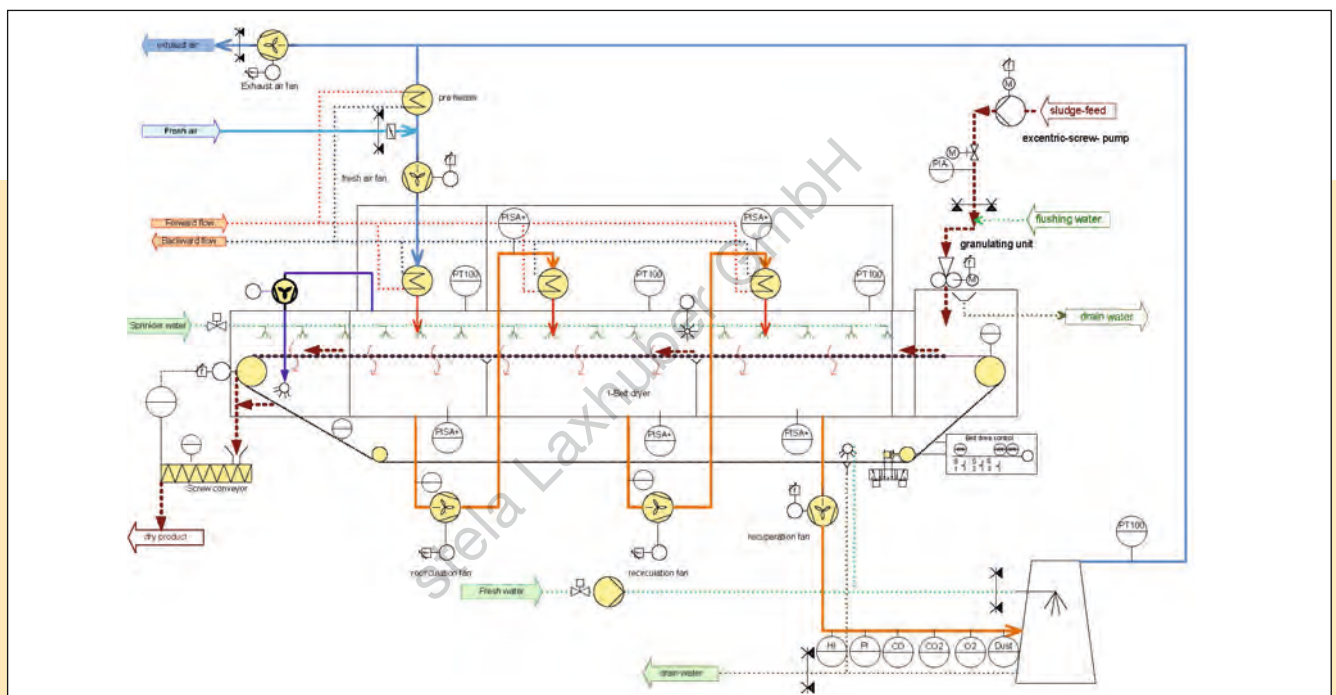 exhaust air
Exhaust air fan
sludge-feed
excentric-screw- pump
M
pre heater
Fresh air
M
PIA
fresh air fan
flushing water
Forward flow
Backward flow
PISA+
PISA+
granulating unit
M
PT100
PT100
PT100
Sprinkler water
drain water
1-Belt dryer
PISA+
PISA+
PISA+
Belt drive control
Screw conveyor
dry product
recirculation fan
recirculation fan
recuperation fan
PT100
Fresh water
HI
PI
CO
CO2
O2
Dust
drain water
stela Laxhuber GmbH